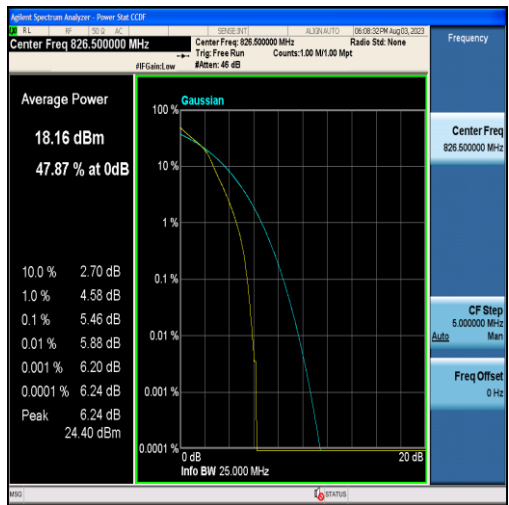 Agilent Spectrum Analyzer - Power Stat CCDF
RL RF 50 Ω AC SENSE:INT ALIGN AUTO 06:08:32 PM Aug 03, 2023
Center Freq 826.500000 MHz Center Freq: 826.500000 MHz Radio Std: None
Trig: Free Run Counts:1.00 M/1.00 Mpt
#IFGain:Low #Atten: 46 dB
Frequency
Average Power
18.16 dBm
47.87 % at 0dB
10.0 % 2.70 dB
1.0 % 4.58 dB
0.1 % 5.46 dB
0.01 % 5.88 dB
0.001 % 6.20 dB
0.0001 % 6.24 dB
Peak 6.24 dB
24.40 dBm
Gaussian
100 %
10 %
1 %
0.1 %
0.01 %
0.001 %
0.0001 %
0 dB 20 dB
Info BW 25.000 MHz
Center Freq
826.500000 MHz
CF Step
5.000000 MHz
Auto Man
Freq Offset
0 Hz
MSG STATUS